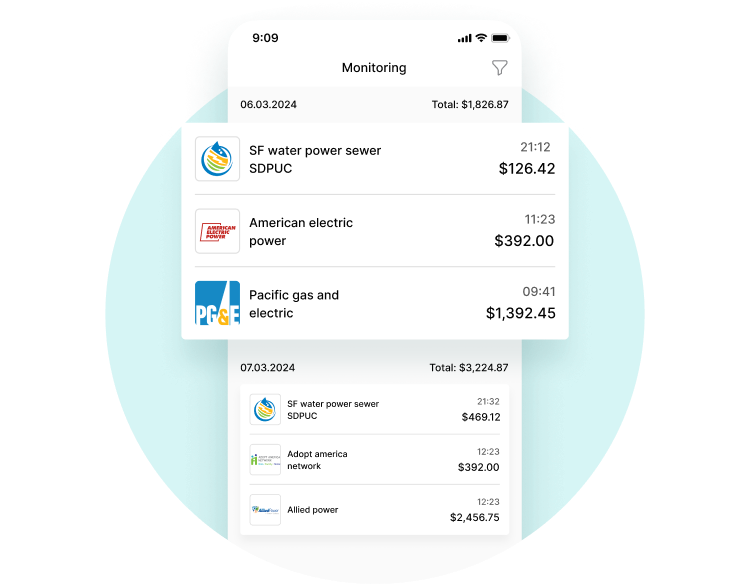 9:09
Monitoring
06.03.2024 Total: $1,826.87
SF water power sewer 21:12
SDPUC $126.42
AMERICAN
ELECTRIC
POWER
American electric 11:23
power $392.00
PG&E
Pacific gas and 09:41
electric $1,392.45
07.03.2024 Total: $3,224.87
SF water power sewer 21:32
SDPUC $469.12
Adopt america 12:23
network $392.00
Allied power 12:23
$2,456.75